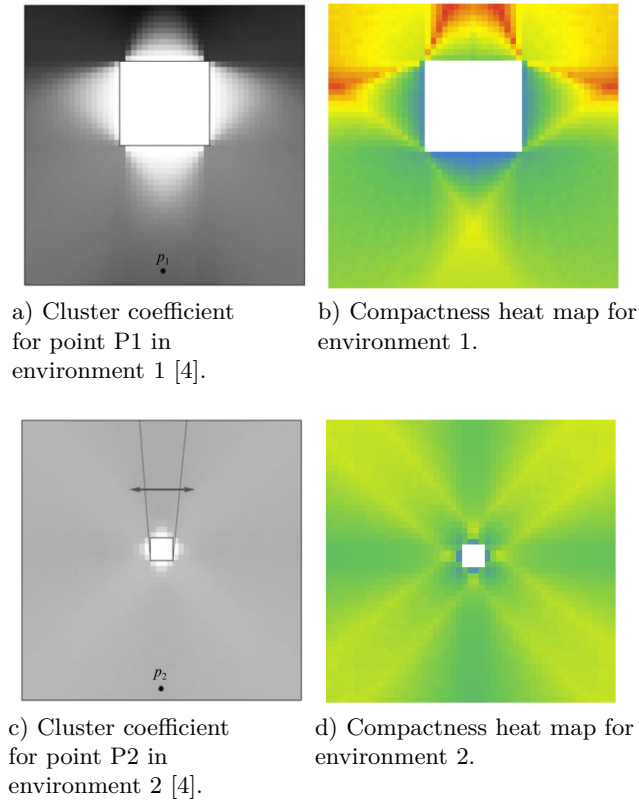 p1
a) Cluster coefficient
for point P1 in
environment 1 [4].
b) Compactness heat map for
environment 1.
p2
c) Cluster coefficient
for point P2 in
environment 2 [4].
d) Compactness heat map for
environment 2.